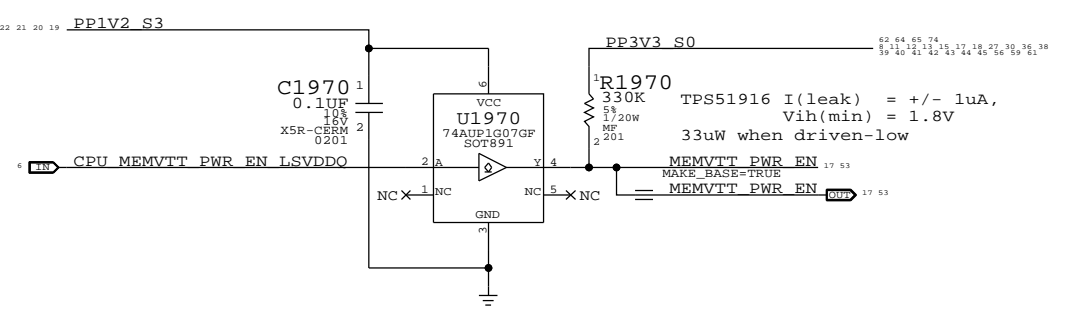 22 21 20 19 PP1V2_S3
PP3V3_S0
62 64 65 74
8 11 12 13 15 17 18 27 30 36 38
39 40 41 42 43 44 45 56 59 61
C1970 1
0.1UF
10%
16V
X5R-CERM 2
0201
6
VCC
U1970
74AUP1G07GF
SOT891
1 R1970
330K
5%
1/20W
MF
201
2
TPS51916 I(leak) = +/- 1uA,
Vih(min) = 1.8V
33uW when driven-low
6 IN CPU_MEMVTT_PWR_EN_LSVDDQ 2 A Y 4 MEMVTT_PWR_EN 17 53
MAKE_BASE=TRUE
NC 1 NC NC 5 NC MEMVTT_PWR_EN OUT 17 53
GND
3